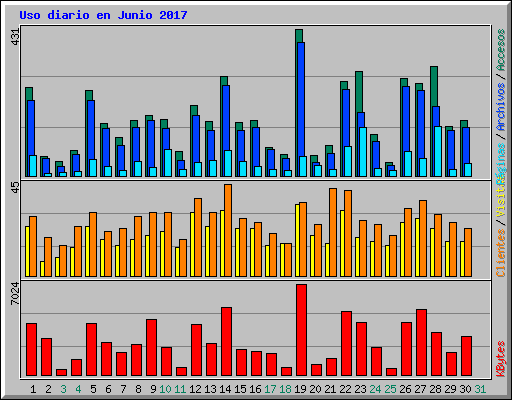 Uso diario en Junio 2017
431
45
7024
Clientes / Visitas
Páginas / Archivos / Accesos
KBytes
1 2 3 4 5 6 7 8 9 10 11 12 13 14 15 16 17 18 19 20 21 22 23 24 25 26 27 28 29 30 31